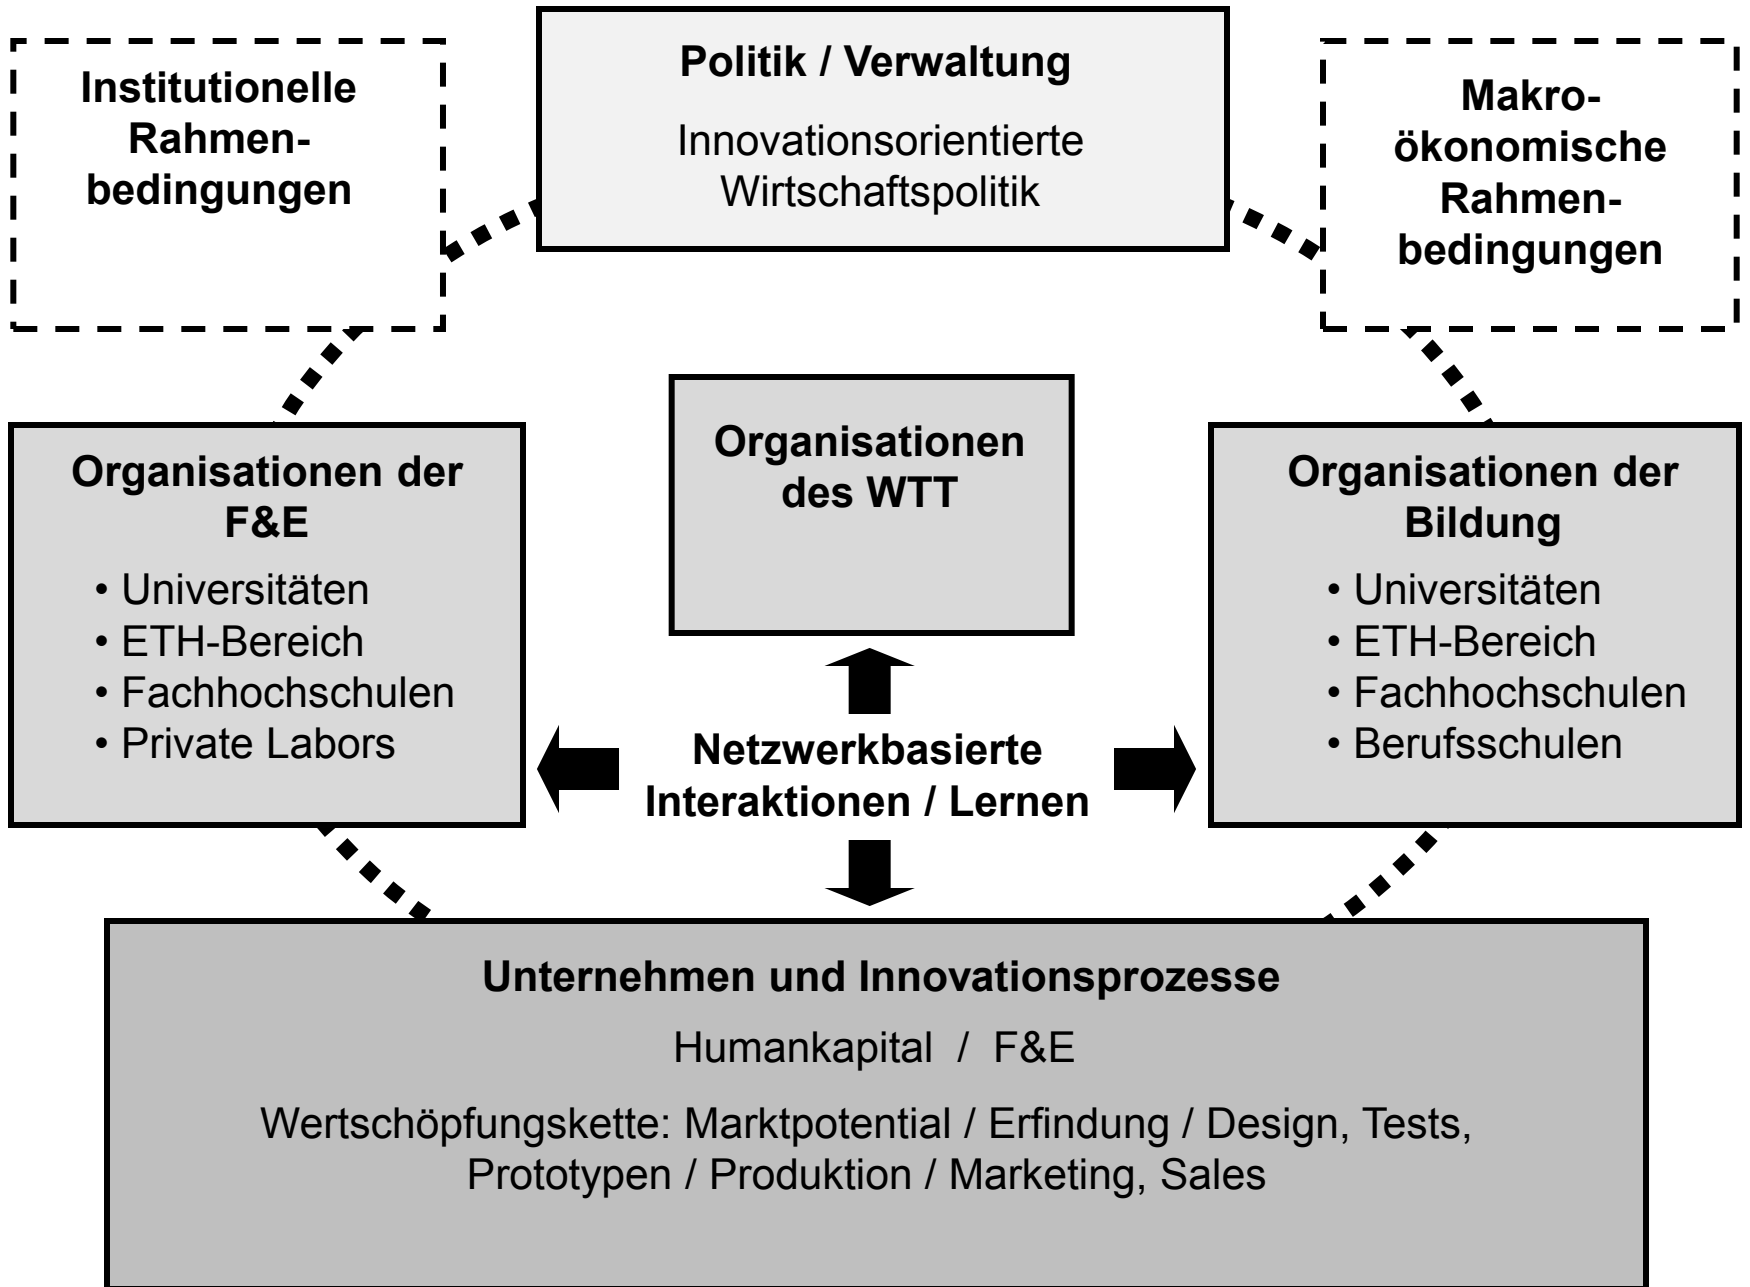 Institutionelle
Rahmen-
bedingungen
Politik / Verwaltung
Innovationsorientierte
Wirtschaftspolitik
Makro-
ökonomische
Rahmen-
bedingungen
Organisationen der
F&E
• Universitäten
• ETH-Bereich
• Fachhochschulen
• Private Labors
Organisationen
des WTT
Organisationen der
Bildung
• Universitäten
• ETH-Bereich
• Fachhochschulen
• Berufsschulen
Netzwerkbasierte
Interaktionen / Lernen
Unternehmen und Innovationsprozesse
Humankapital / F&E
Wertschöpfungskette: Marktpotential / Erfindung / Design, Tests,
Prototypen / Produktion / Marketing, Sales